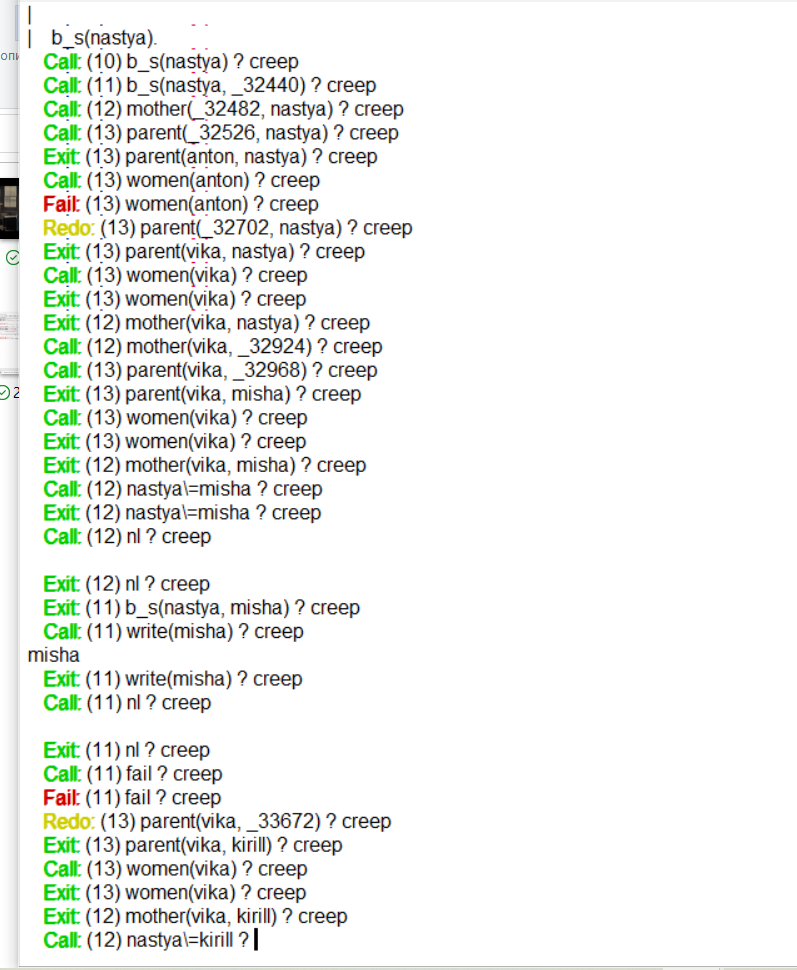 |
| b_s(nastya).
Call: (10) b_s(nastya) ? creep
Call: (11) b_s(nastya, _32440) ? creep
Call: (12) mother(_32482, nastya) ? creep
Call: (13) parent(_32526, nastya) ? creep
Exit: (13) parent(anton, nastya) ? creep
Call: (13) women(anton) ? creep
Fail: (13) women(anton) ? creep
Redo: (13) parent(_32702, nastya) ? creep
Exit: (13) parent(vika, nastya) ? creep
Call: (13) women(vika) ? creep
Exit: (13) women(vika) ? creep
Exit: (12) mother(vika, nastya) ? creep
Call: (12) mother(vika, _32924) ? creep
Call: (13) parent(vika, _32968) ? creep
Exit: (13) parent(vika, misha) ? creep
Call: (13) women(vika) ? creep
Exit: (13) women(vika) ? creep
Exit: (12) mother(vika, misha) ? creep
Call: (12) nastya\=misha ? creep
Exit: (12) nastya\=misha ? creep
Call: (12) nl ? creep
Exit: (12) nl ? creep
Exit: (11) b_s(nastya, misha) ? creep
Call: (11) write(misha) ? creep
misha
Exit: (11) write(misha) ? creep
Call: (11) nl ? creep
Exit: (11) nl ? creep
Call: (11) fail ? creep
Fail: (11) fail ? creep
Redo: (13) parent(vika, _33672) ? creep
Exit: (13) parent(vika, kirill) ? creep
Call: (13) women(vika) ? creep
Exit: (13) women(vika) ? creep
Exit: (12) mother(vika, kirill) ? creep
Call: (12) nastya\=kirill ?